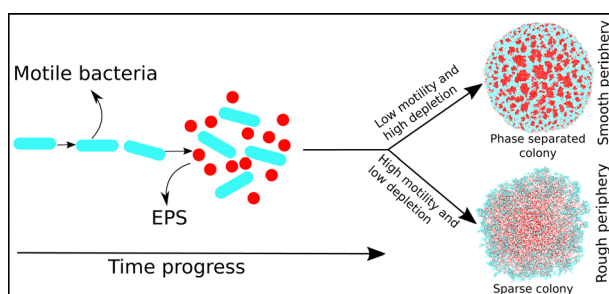 Motile bacteria
EPS
Time progress
Low motility and
high depletion
High motility and
low depletion
Phase separated
colony
Smooth periphery
Sparse colony
Rough periphery